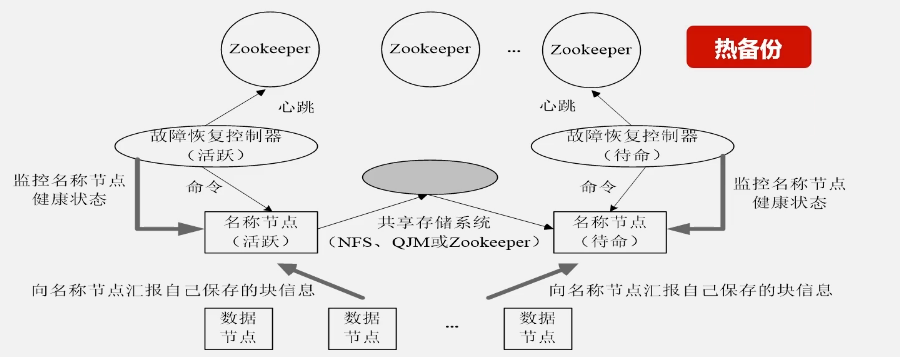 Zookeeper
Zookeeper
...
Zookeeper
热备份
心跳
心跳
故障恢复控制器
（活跃）
故障恢复控制器
（待命）
监控名称节点
健康状态
命令
命令
监控名称节点
健康状态
名称节点
（活跃）
共享存储系统
（NFS、QJM或Zookeeper）
名称节点
（待命）
向名称节点汇报自己保存的块信息
向名称节点汇报自己保存的块信息
数据
节点
数据
节点
...
数据
节点